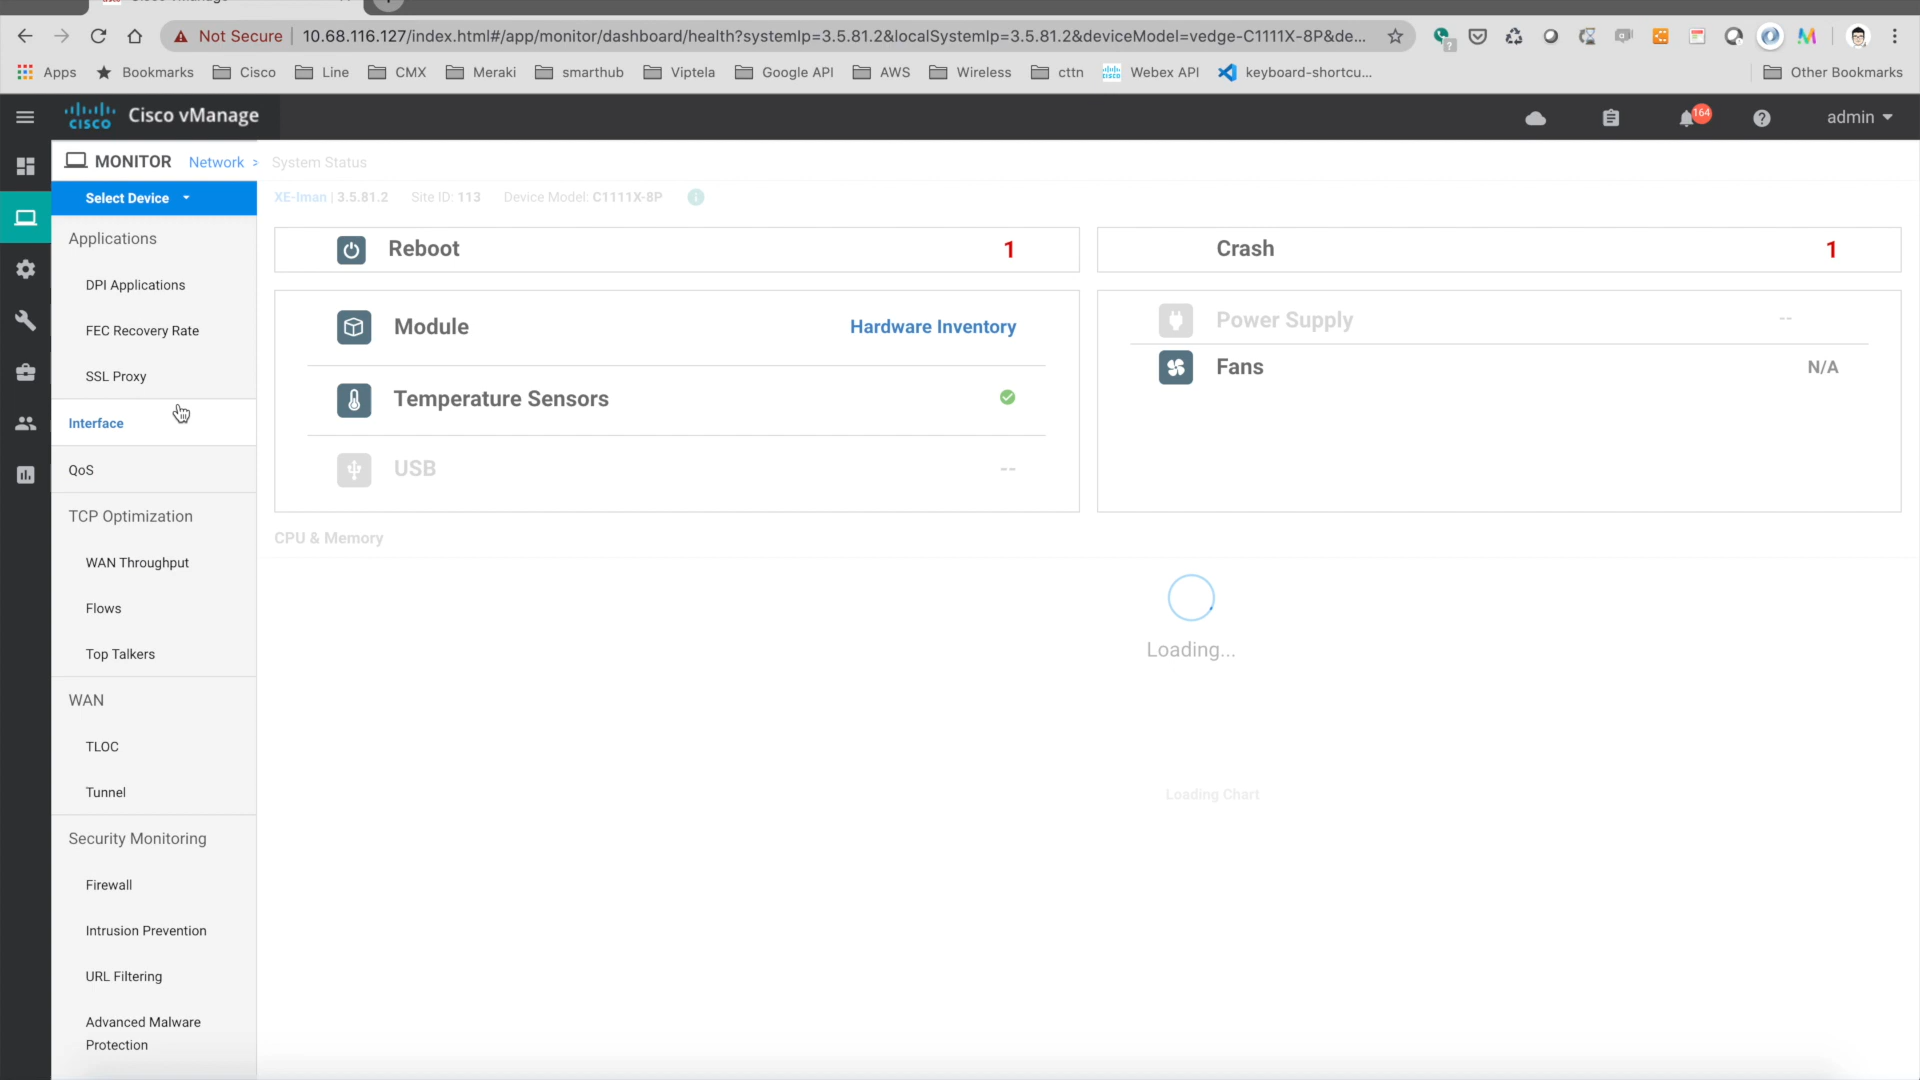 Not Secure
10.68.116.127/index.html#/app/monitor/dashboard/health?systemIp=3.5.81.2&localSystemIp=3.5.81.2&deviceModel=vedge-C1111X-8P&de...
Apps
Bookmarks
Cisco
Line
CMX
Meraki
smarthub
Viptela
Google API
AWS
Wireless
cttn
Webex API
keyboard-shortcu...
Other Bookmarks
cisco
Cisco vManage
164
admin
MONITOR
Network >
System Status
Select Device
XE-Iman | 3.5.81.2
Site ID: 113
Device Model: C1111X-8P
Applications
DPI Applications
FEC Recovery Rate
SSL Proxy
Interface
QoS
TCP Optimization
WAN Throughput
Flows
Top Talkers
WAN
TLOC
Tunnel
Security Monitoring
Firewall
Intrusion Prevention
URL Filtering
Advanced Malware
Protection
Reboot
1
Crash
1
Module
Hardware Inventory
Temperature Sensors
USB
--
Power Supply
--
Fans
N/A
CPU & Memory
Loading...
Loading Chart